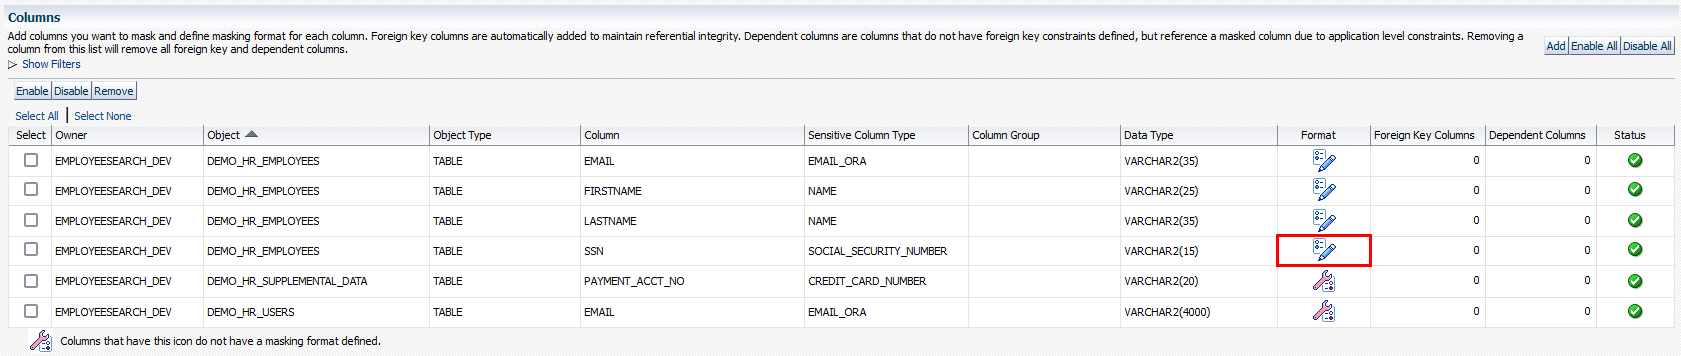 Columns
Add columns you want to mask and define masking format for each column. Foreign key columns are automatically added to maintain referential integrity. Dependent columns are columns that do not have foreign key constraints defined, but reference a masked column due to application level constraints. Removing a
column from this list will remove all foreign key and dependent columns.
Add Enable All Disable All
Show Filters
Enable Disable Remove
Select All | Select None
Select Owner Object Object Type Column Sensitive Column Type Column Group Data Type Format Foreign Key Columns Dependent Columns Status
EMPLOYEESEARCH_DEV DEMO_HR_EMPLOYEES TABLE EMAIL EMAIL_ORA VARCHAR2(35) 0 0
EMPLOYEESEARCH_DEV DEMO_HR_EMPLOYEES TABLE FIRSTNAME NAME VARCHAR2(25) 0 0
EMPLOYEESEARCH_DEV DEMO_HR_EMPLOYEES TABLE LASTNAME NAME VARCHAR2(35) 0 0
EMPLOYEESEARCH_DEV DEMO_HR_EMPLOYEES TABLE SSN SOCIAL_SECURITY_NUMBER VARCHAR2(15) 0 0
EMPLOYEESEARCH_DEV DEMO_HR_SUPPLEMENTAL_DATA TABLE PAYMENT_ACCT_NO CREDIT_CARD_NUMBER VARCHAR2(20) 0 0
EMPLOYEESEARCH_DEV DEMO_HR_USERS TABLE EMAIL EMAIL_ORA VARCHAR2(4000) 0 0
Columns that have this icon do not have a masking format defined.